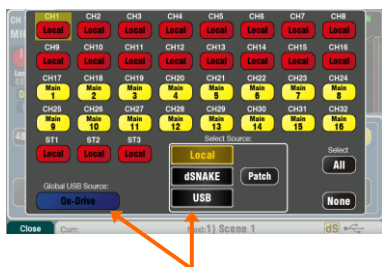 CH1 CH2 CH3 CH4 CH5 CH6 CH7 CH8
Local Local Local Local Local Local Local Local
CH9 CH10 CH11 CH12 CH13 CH14 CH15 CH16
Local Local Local Local Local Local Local Local
CH17 CH18 CH19 CH20 CH21 CH22 CH23 CH24
Main 1 Main 2 Main 3 Main 4 Main 5 Main 6 Main 7 Main 8
CH25 CH26 CH27 CH28 CH29 CH30 CH31 CH32
Main 9 Main 10 Main 11 Main 12 Main 13 Main 14 Main 15 Main 16
ST1 ST2 ST3 Select Source:
Local Local Local Local
Select
All
dSNAKE Patch
Global USB Source:
Qu-Drive USB None
Close Curr: Next: 1) Scene 1 dS